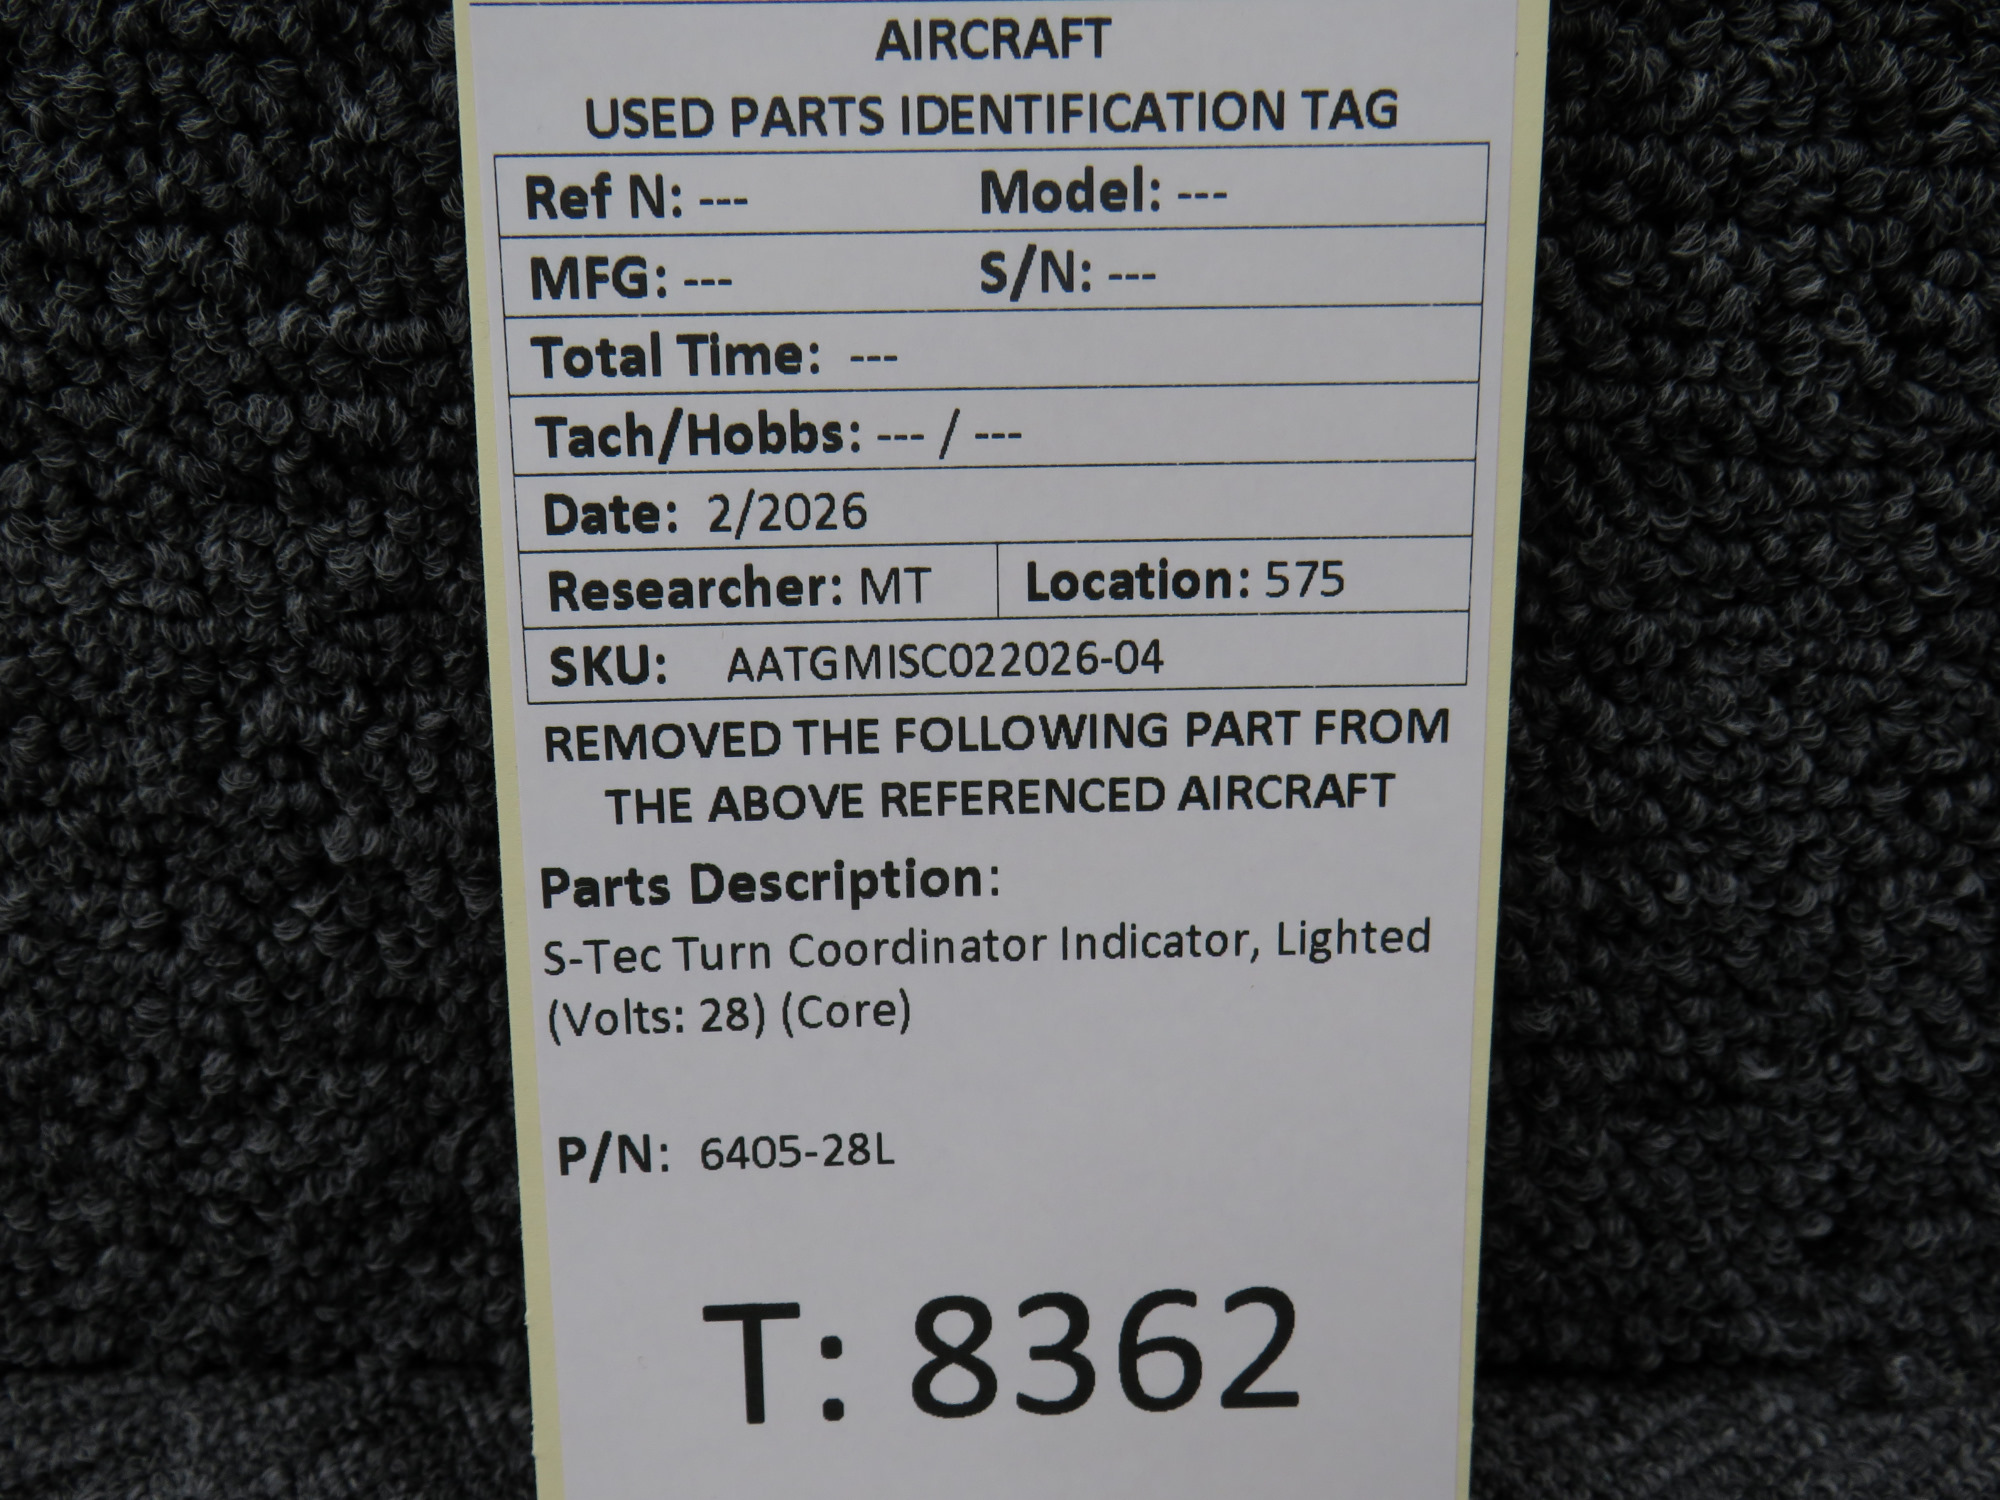 AIRCRAFT
USED PARTS IDENTIFICATION TAG
Ref N: --- Model: ---
MFG: --- S/N: ---
Total Time: ---
Tach/Hobbs: --- / ---
Date: 2/2026
Researcher: MT Location: 575
SKU: AATGMISC022026-04
REMOVED THE FOLLOWING PART FROM
THE ABOVE REFERENCED AIRCRAFT
Parts Description:
S-Tec Turn Coordinator Indicator, Lighted
(Volts: 28) (Core)
P/N: 6405-28L
T: 8362